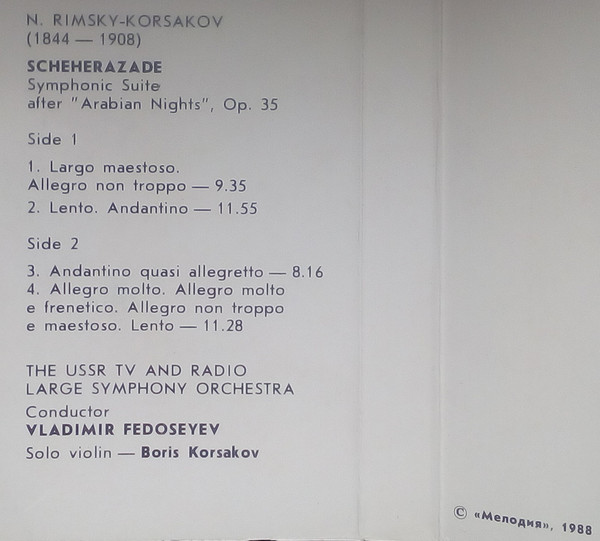 N. RIMSKY-KORSAKOV
(1844 — 1908)
SCHEHERAZADE
Symphonic Suite
after "Arabian Nights", Op. 35
Side 1
1. Largo maestoso.
Allegro non troppo — 9.35
2. Lento. Andantino — 11.55
Side 2
3. Andantino quasi allegretto — 8.16
4. Allegro molto. Allegro molto
e frenetico. Allegro non troppo
e maestoso. Lento — 11.28
THE USSR TV AND RADIO
LARGE SYMPHONY ORCHESTRA
Conductor
VLADIMIR FEDOSEYEV
Solo violin — Boris Korsakov
© «Мелодия», 1988